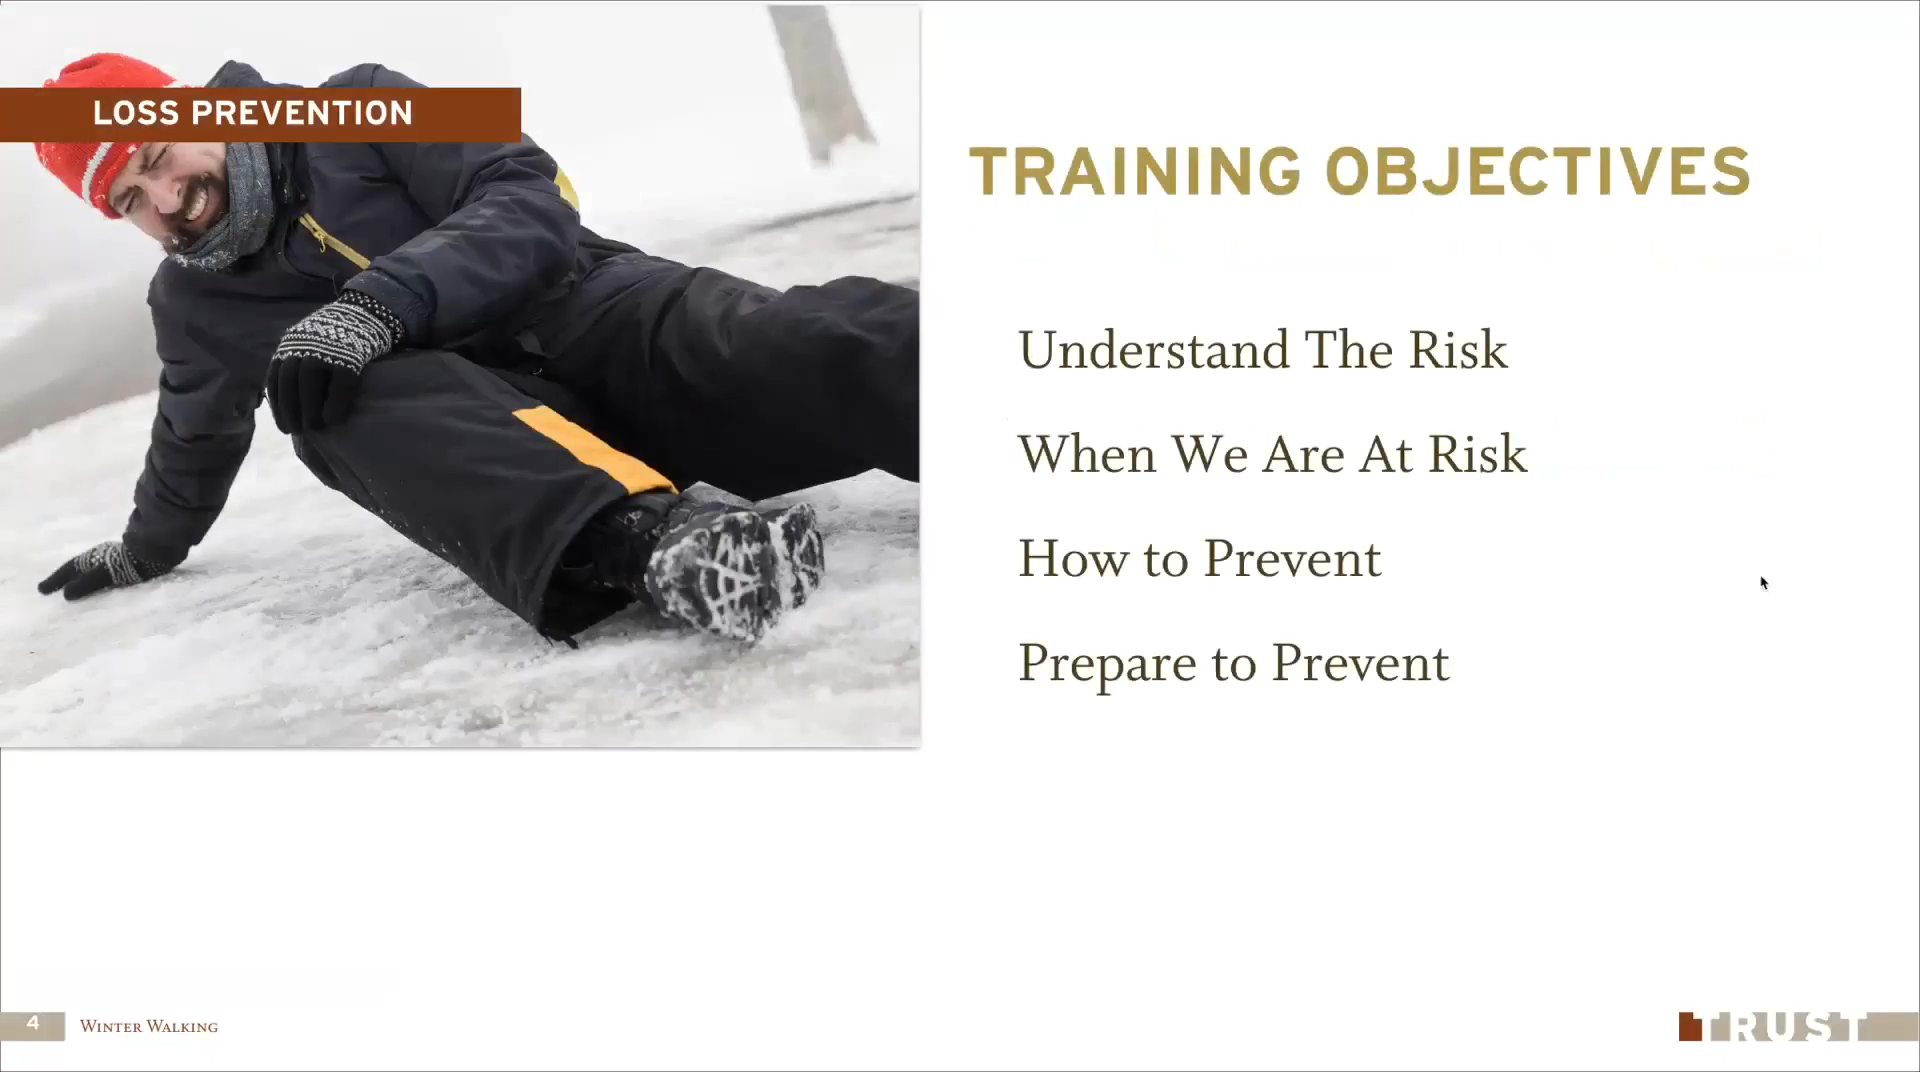 LOSS PREVENTION
TRAINING OBJECTIVES
Understand The Risk
When We Are At Risk
How to Prevent
Prepare to Prevent
4
Winter Walking
TRUST